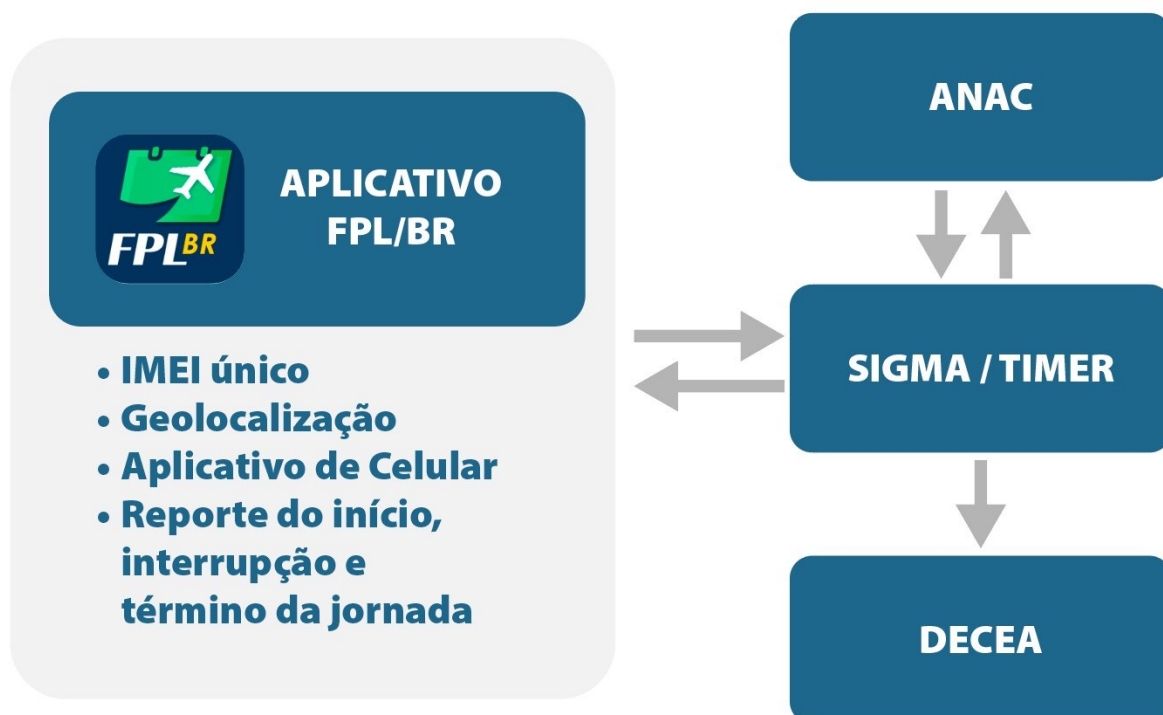 FPL BR
APLICATIVO
FPL/BR
• IMEI único
• Geolocalização
• Aplicativo de Celular
• Reporte do início,
interrupção e
término da jornada
ANAC
SIGMA / TIMER
DECEA